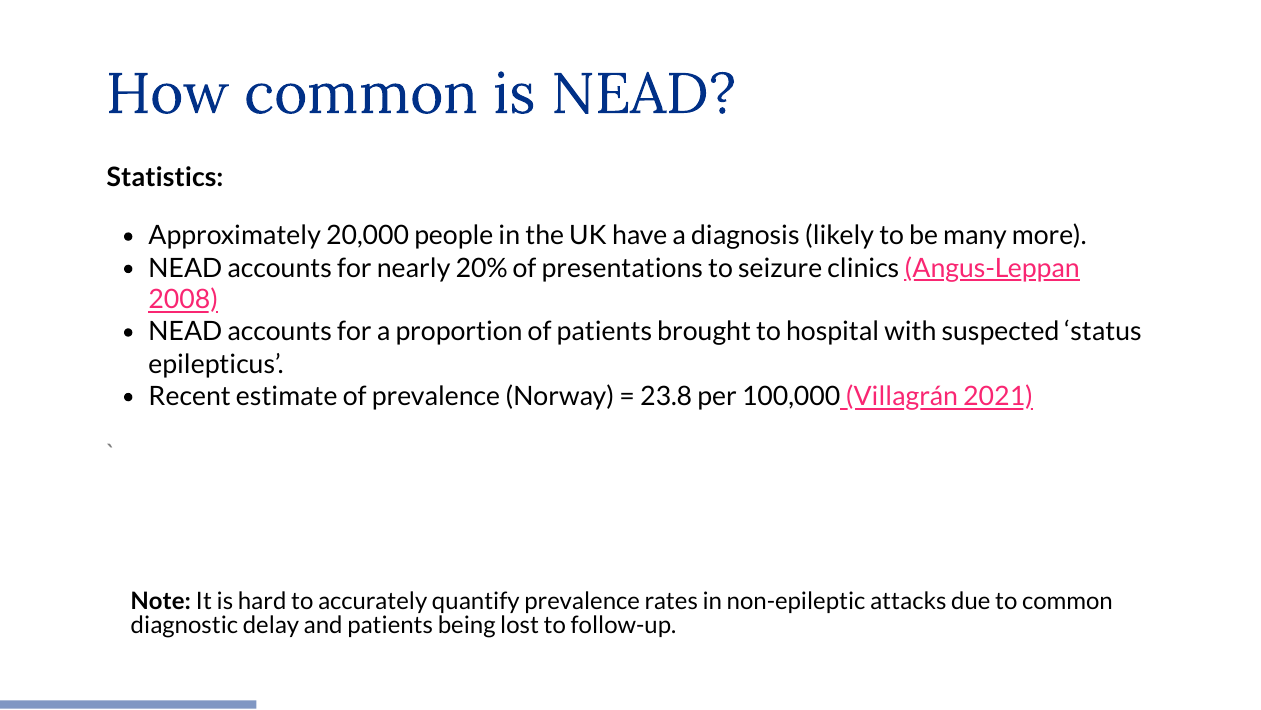 How common is NEAD?
Statistics:
• Approximately 20,000 people in the UK have a diagnosis (likely to be many more).
• NEAD accounts for nearly 20% of presentations to seizure clinics (Angus-Leppan
2008)
• NEAD accounts for a proportion of patients brought to hospital with suspected ‘status
epilepticus’.
• Recent estimate of prevalence (Norway) = 23.8 per 100,000 (Villagrán 2021)
`
Note: It is hard to accurately quantify prevalence rates in non-epileptic attacks due to common
diagnostic delay and patients being lost to follow-up.